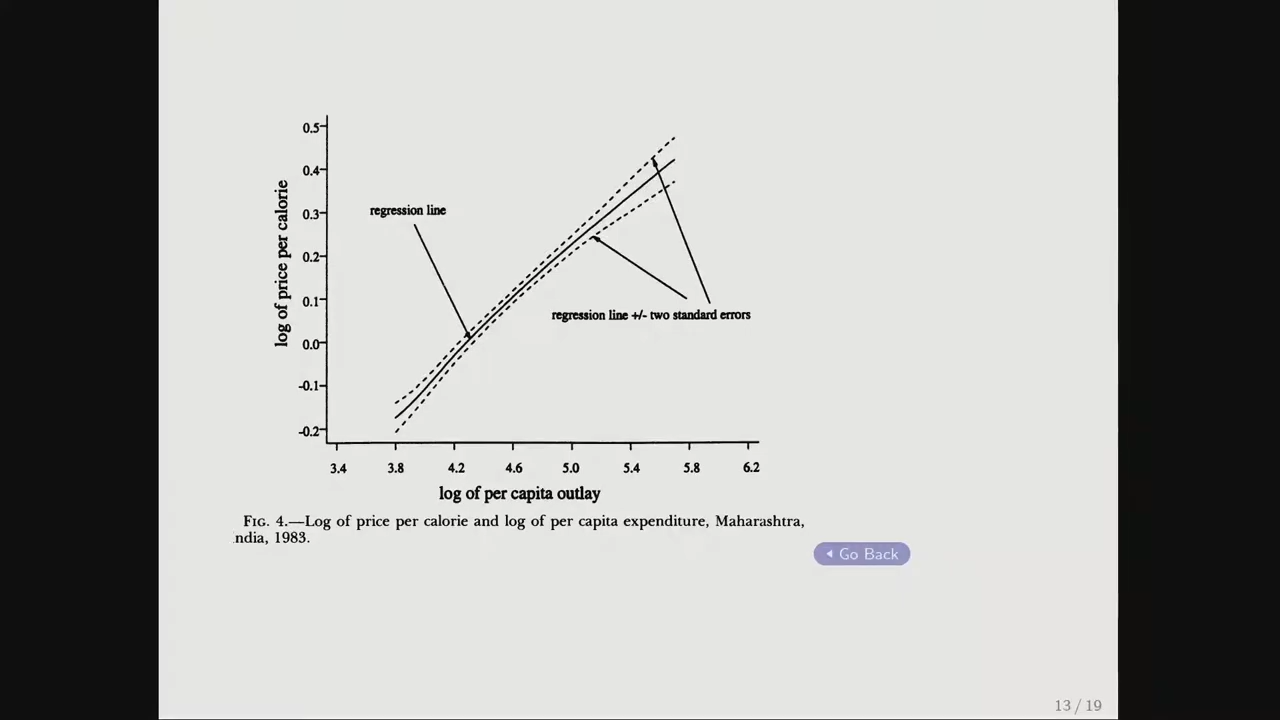 0.5
0.4
regression line
0.3
0.2
0.1
regression line +/- two standard errors
0.0
-0.1
-0.2
log of price per calorie
3.4 3.8 4.2 4.6 5.0 5.4 5.8 6.2
log of per capita outlay
FIG. 4.—Log of price per calorie and log of per capita expenditure, Maharashtra,
ndia, 1983.
Go Back
13 / 19